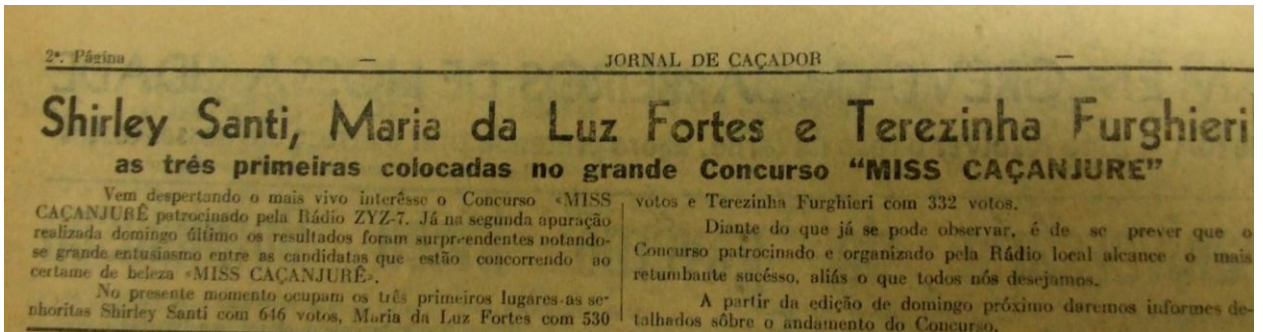 2ª. Página — JORNAL DE CAÇADOR —
Shirley Santi, Maria da Luz Fortes e Terezinha Furghieri
as três primeiras colocadas no grande Concurso "MISS CAÇANJURE"
Vem despertando o mais vivo interêsse o Concurso «MISS
CAÇANJURÊ patrocinado pela Rádio ZYZ-7. Já na segunda apuração
realizada domingo último os resultados foram surpreendentes notando-
se grande entusiasmo entre as candidatas que estão concorrendo ao
certame de beleza «MISS CAÇANJURÊ».
No presente momento ocupam os três primeiros lugares as se-
nhoritas Shirley Santi com 646 votos, Maria da Luz Fortes com 530
votos e Terezinha Furghieri com 332 votos.
Diante do que já se pode observar, é de se prever que o
Concurso patrocinado e organizado pela Rádio local alcance o mais
retumbante sucésso, aliás o que todos nós desejamos.
A partir da edição de domingo próximo daremos informes de-
talhados sôbre o andamento do Concurso.